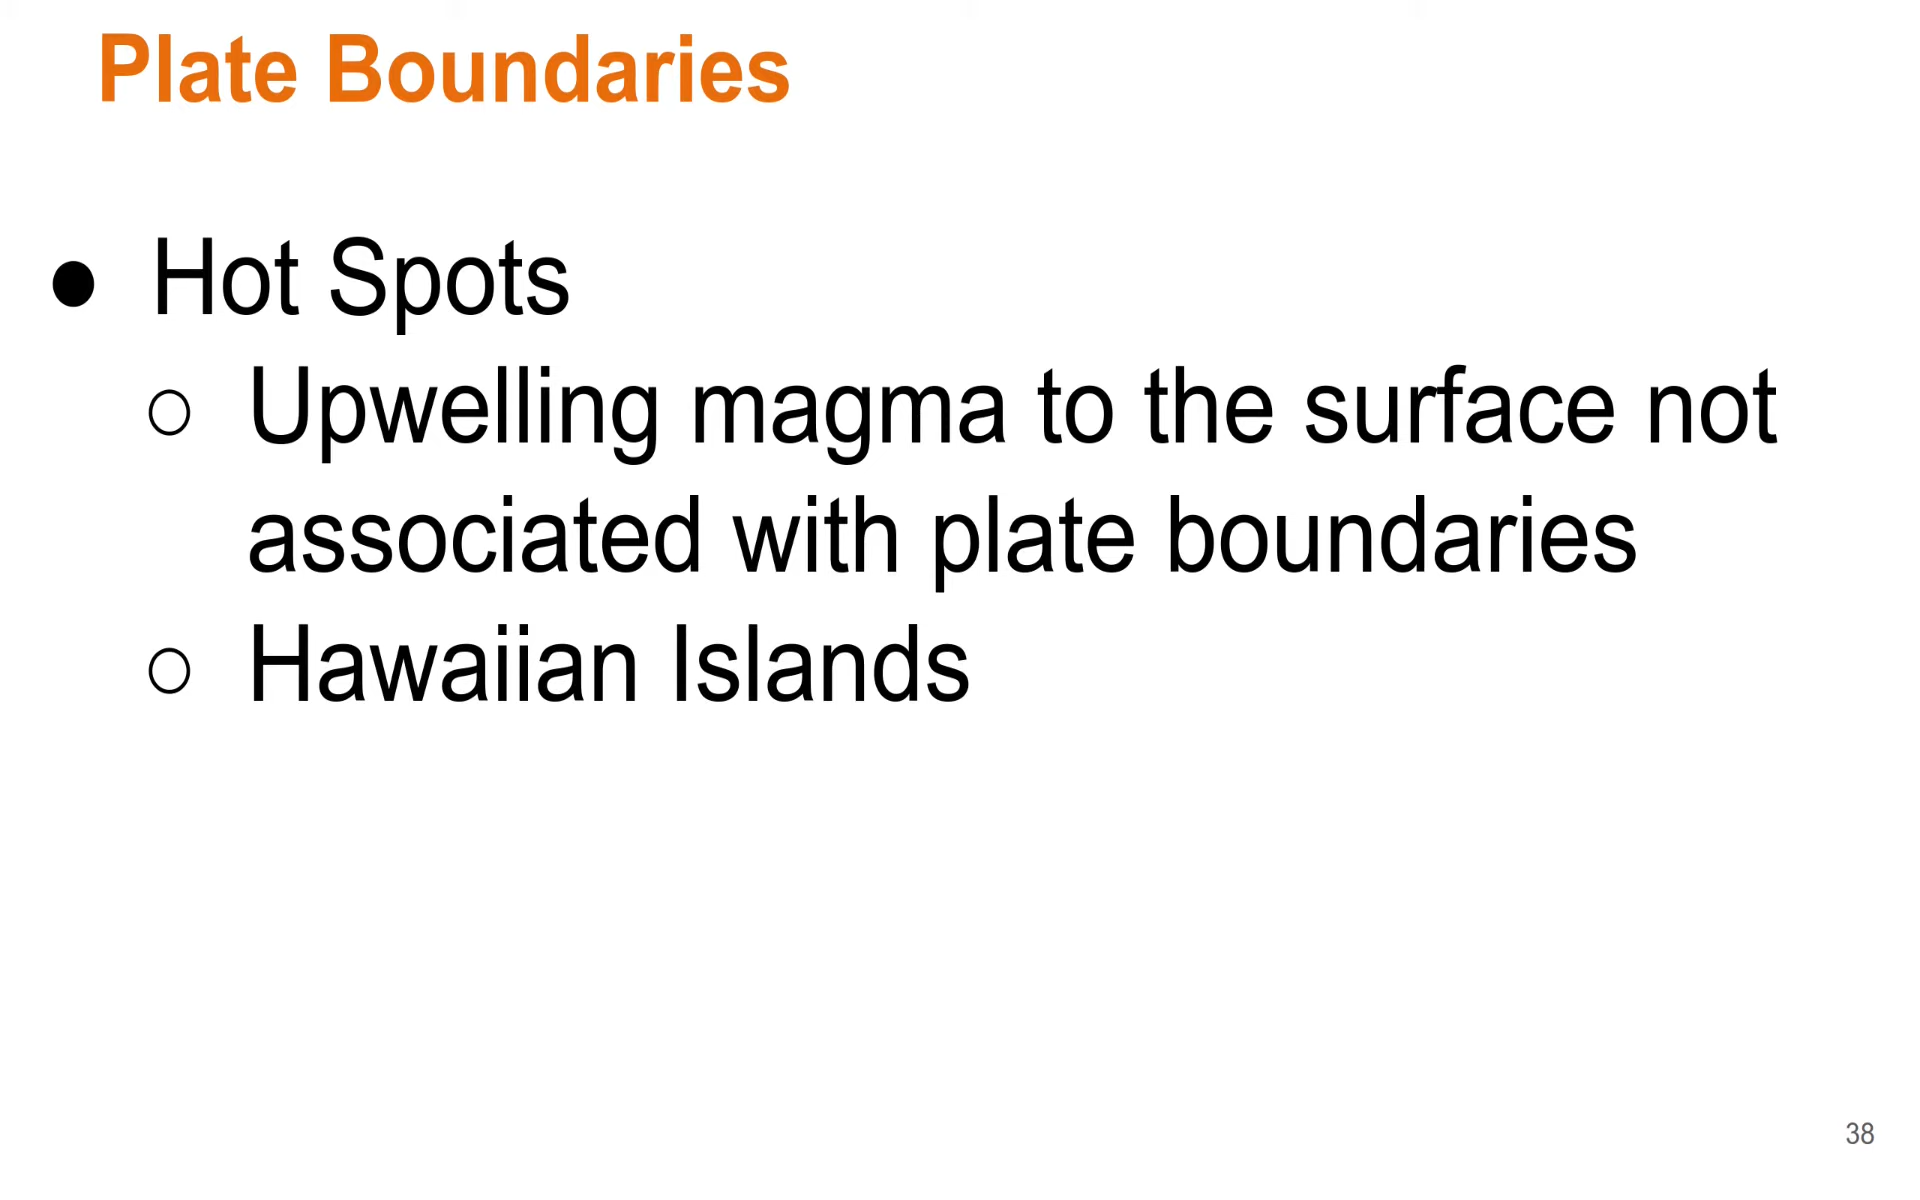 Plate Boundaries
● Hot Spots
○ Upwelling magma to the surface not
associated with plate boundaries
○ Hawaiian Islands
38